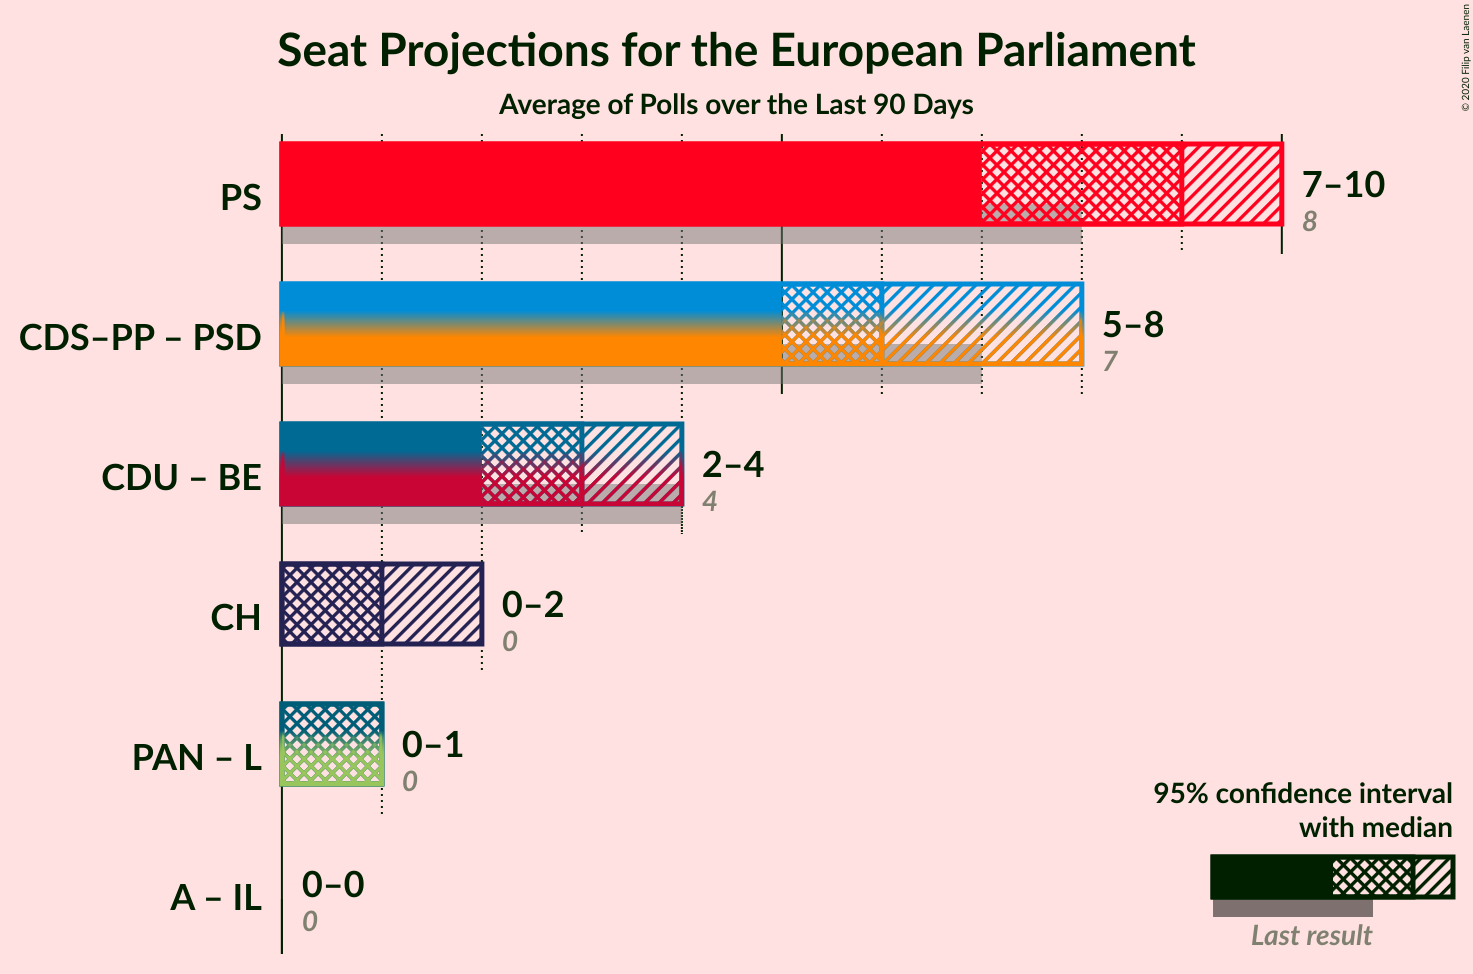 Seat Projections for the European Parliament
Average of Polls over the Last 90 Days
© 2020 Filip van Laenen
PS
7–10
8
CDS–PP – PSD
5–8
7
CDU – BE
2–4
4
CH
0–2
0
PAN – L
0–1
0
A – IL
0–0
0
95% confidence interval
with median
Last result